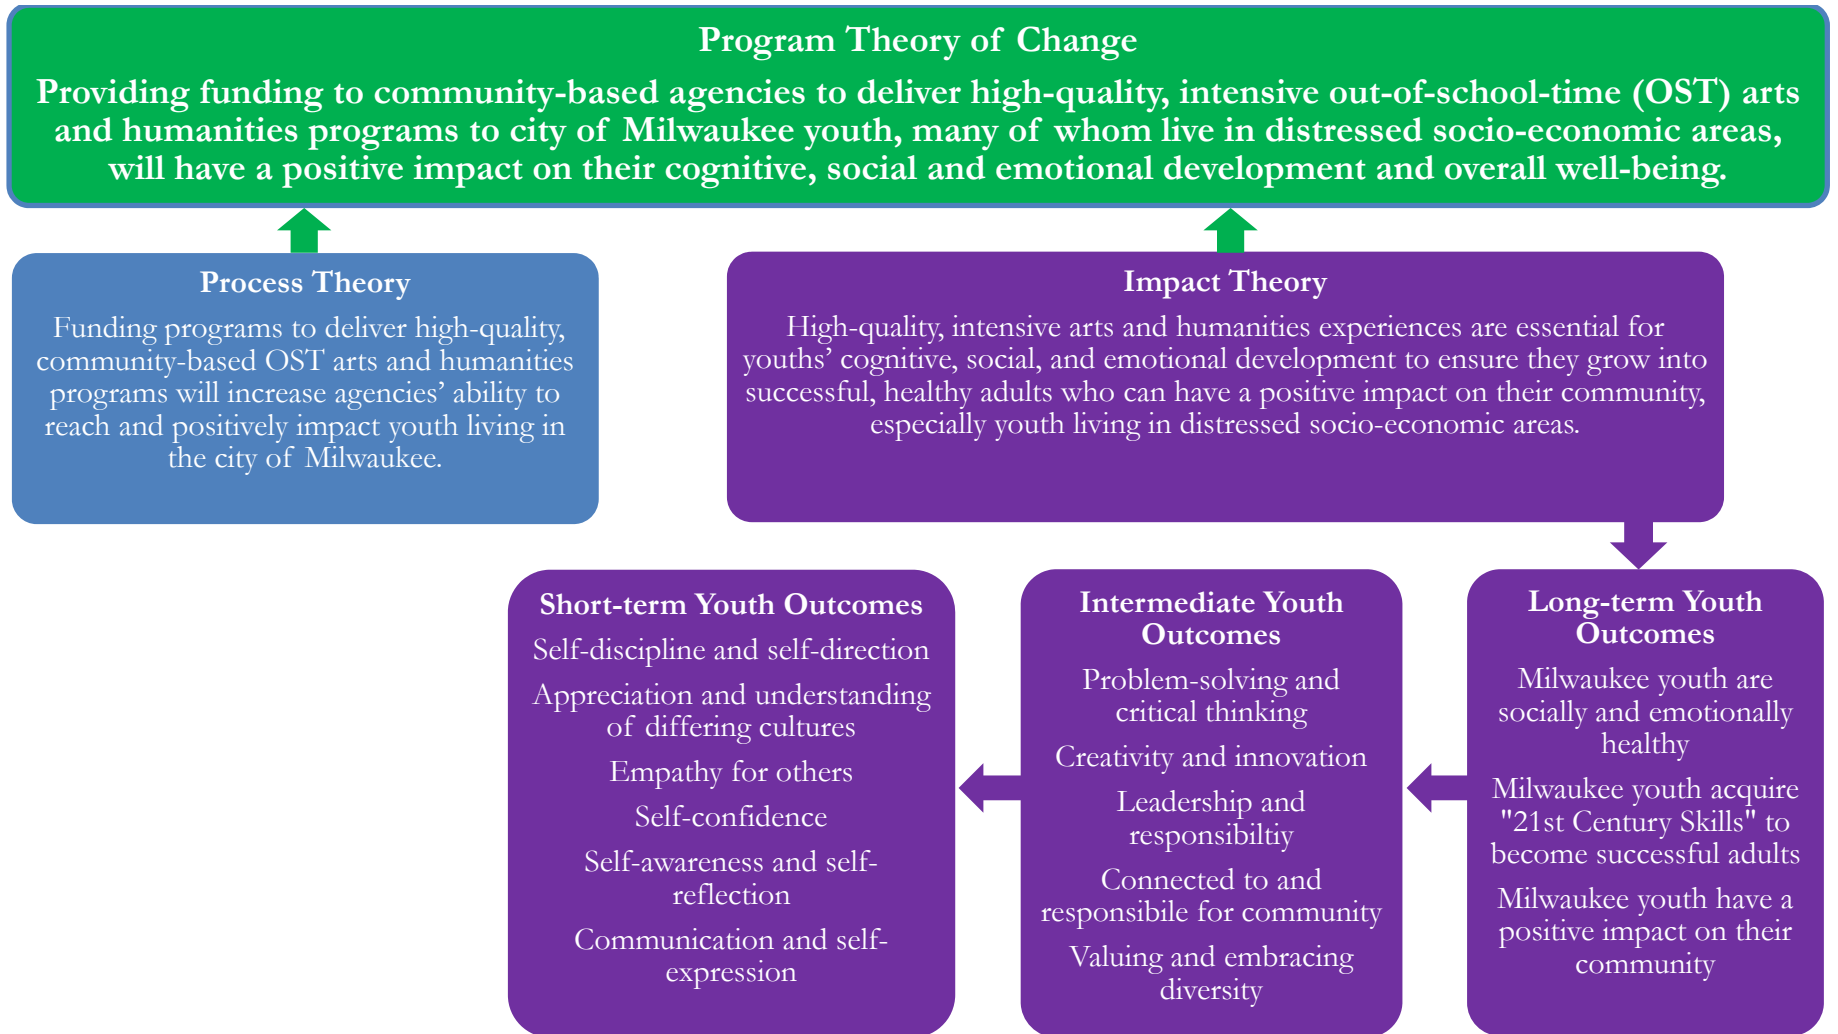 Program Theory of Change
Providing funding to community-based agencies to deliver high-quality, intensive out-of-school-time (OST) arts
and humanities programs to city of Milwaukee youth, many of whom live in distressed socio-economic areas,
will have a positive impact on their cognitive, social and emotional development and overall well-being.
Process Theory
Funding programs to deliver high-quality,
community-based OST arts and humanities
programs will increase agencies’ ability to
reach and positively impact youth living in
the city of Milwaukee.
Impact Theory
High-quality, intensive arts and humanities experiences are essential for
youths’ cognitive, social, and emotional development to ensure they grow into
successful, healthy adults who can have a positive impact on their community,
especially youth living in distressed socio-economic areas.
Short-term Youth Outcomes
Self-discipline and self-direction
Appreciation and understanding
of differing cultures
Empathy for others
Self-confidence
Self-awareness and self-
reflection
Communication and self-
expression
Intermediate Youth
Outcomes
Problem-solving and
critical thinking
Creativity and innovation
Leadership and
responsibiltiy
Connected to and
responsibile for community
Valuing and embracing
diversity
Long-term Youth
Outcomes
Milwaukee youth are
socially and emotionally
healthy
Milwaukee youth acquire
"21st Century Skills" to
become successful adults
Milwaukee youth have a
positive impact on their
community